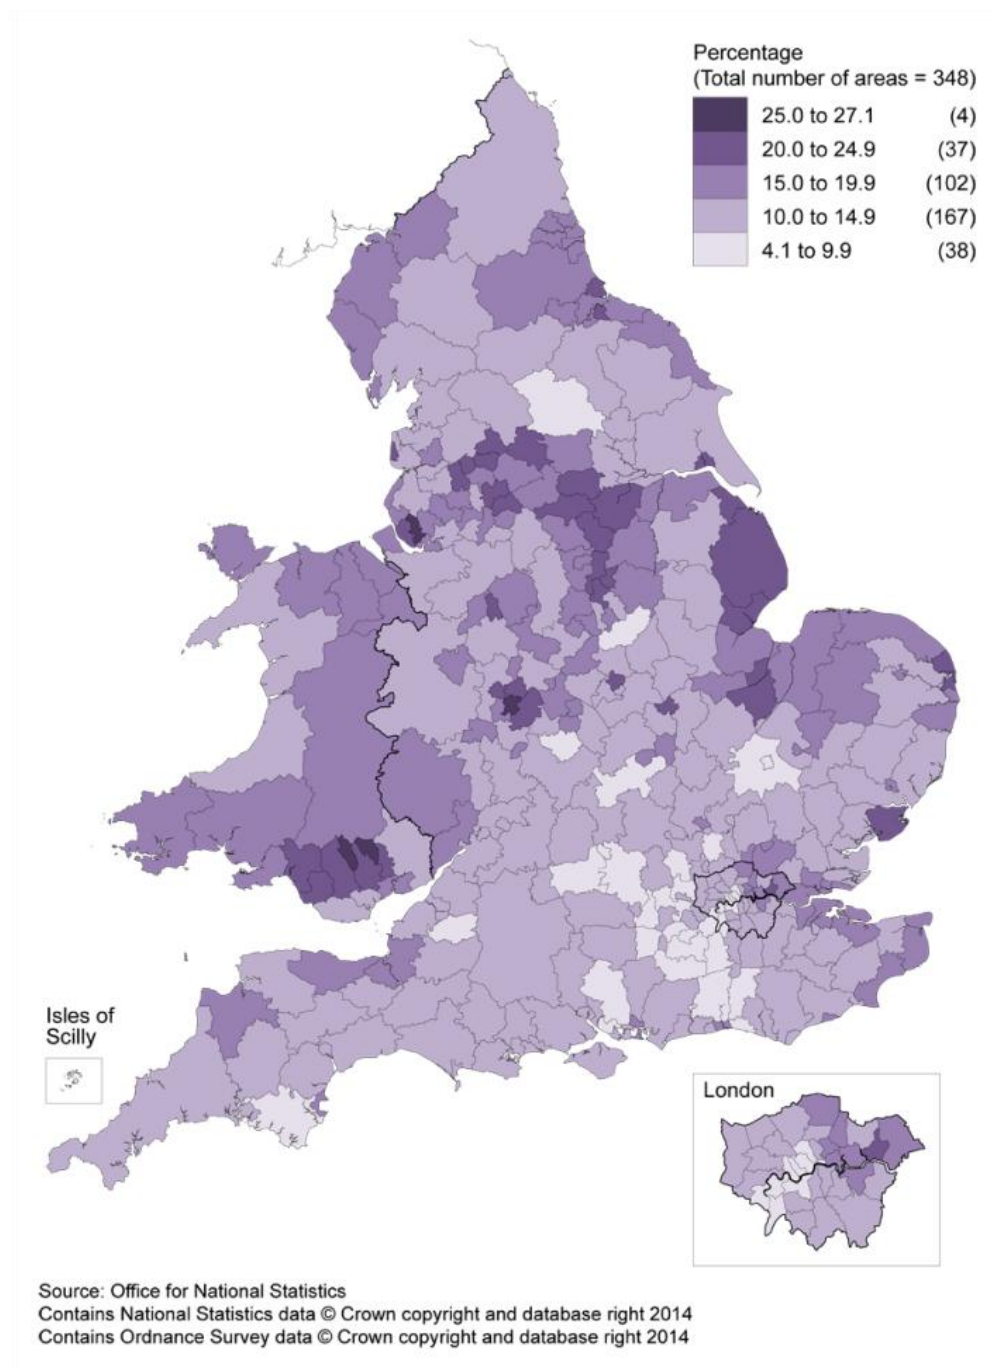 Percentage
(Total number of areas = 348)
25.0 to 27.1 (4)
20.0 to 24.9 (37)
15.0 to 19.9 (102)
10.0 to 14.9 (167)
4.1 to 9.9 (38)
Isles of
Scilly
London
Source: Office for National Statistics
Contains National Statistics data © Crown copyright and database right 2014
Contains Ordnance Survey data © Crown copyright and database right 2014